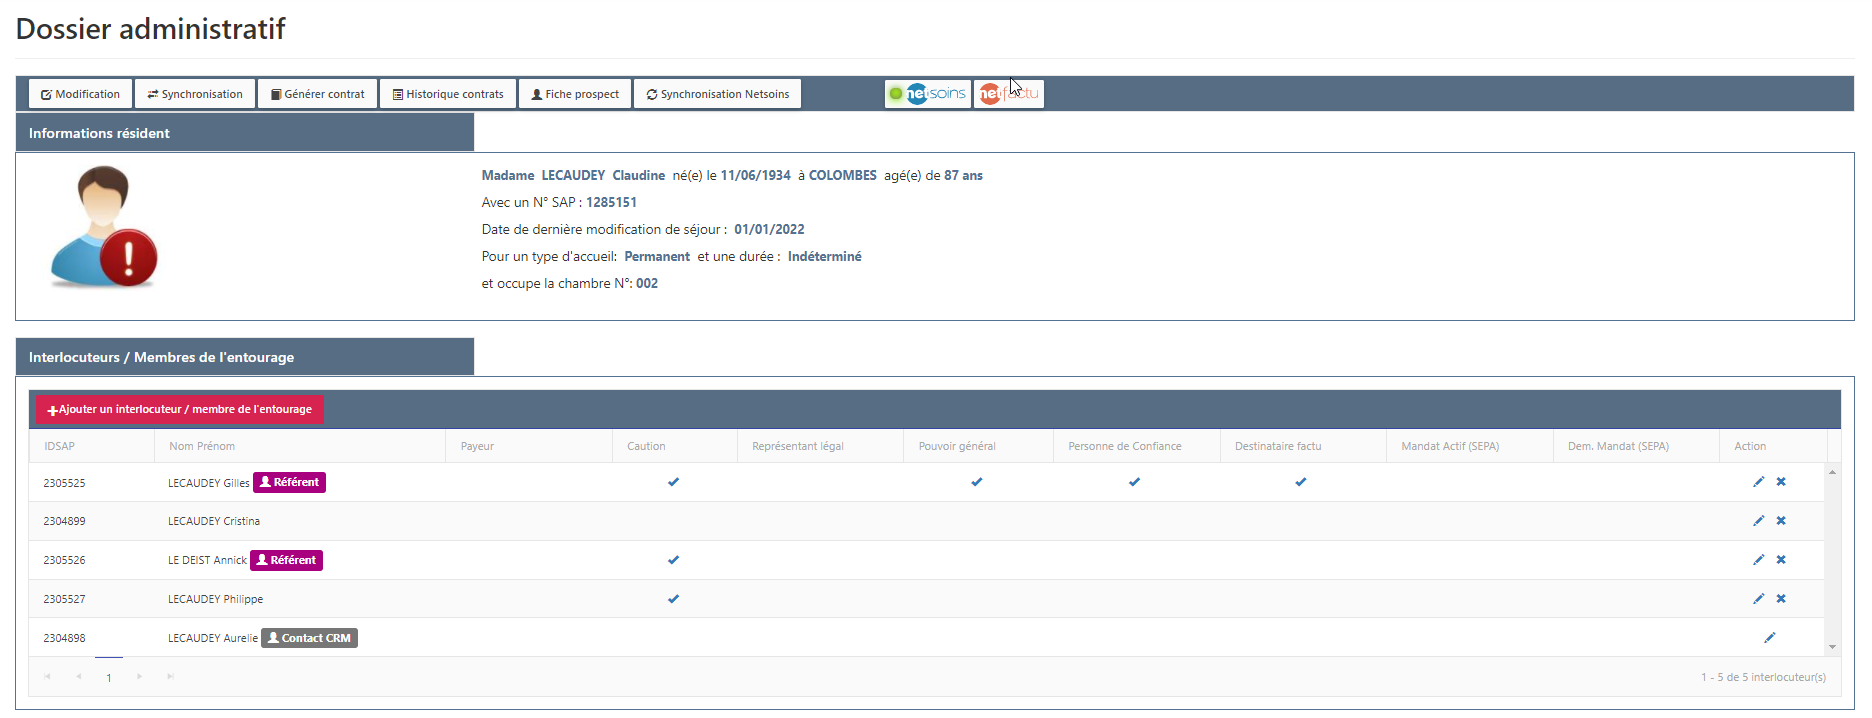 Dossier administratif
Modification Synchronisation Générer contrat Historique contrats Fiche prospect Synchronisation Netsoins netsoins netfactu
Informations résident
Madame LECAUDEY Claudine né(e) le 11/06/1934 à COLOMBES agé(e) de 87 ans
Avec un N° SAP : 1285151
Date de dernière modification de séjour : 01/01/2022
Pour un type d'accueil: Permanent et une durée : Indéterminé
et occupe la chambre N°: 002
Interlocuteurs / Membres de l'entourage
+Ajouter un interlocuteur / membre de l'entourage
IDSAP Nom Prénom Payeur Caution Représentant légal Pouvoir général Personne de Confiance Destinataire factu Mandat Actif (SEPA) Dem. Mandat (SEPA) Action
2305525 LECAUDEY Gilles Référent
2304899 LECAUDEY Cristina
2305526 LE DEIST Annick Référent
2305527 LECAUDEY Philippe
2304898 LECAUDEY Aurelie Contact CRM
1 1 - 5 de 5 interlocuteur(s)